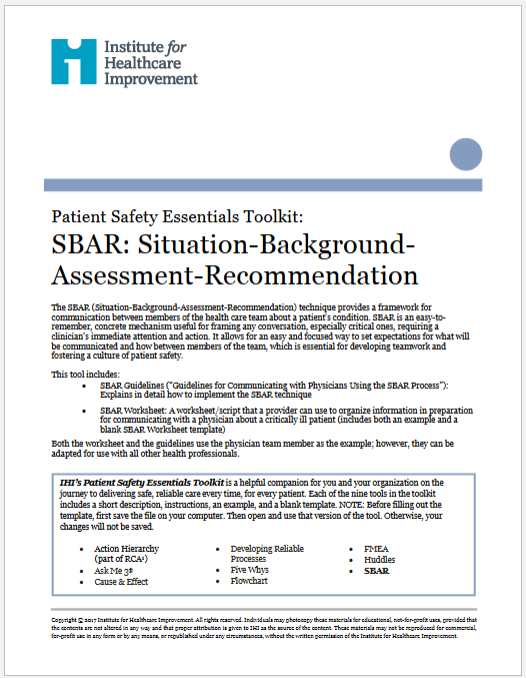 Institute for
Healthcare
Improvement
Patient Safety Essentials Toolkit:
SBAR: Situation-Background-
Assessment-Recommendation
The SBAR (Situation-Background-Assessment-Recommendation) technique provides a framework for
communication between members of the health care team about a patient's condition. SBAR is an easy-to-
remember, concrete mechanism useful for framing any conversation, especially critical ones, requiring a
clinician's immediate attention and action. It allows for an easy and focused way to set expectations for what will
be communicated and how between members of the team, which is essential for developing teamwork and
fostering a culture of patient safety.
This tool includes:
• SBAR Guidelines ("Guidelines for Communicating with Physicians Using the SBAR Process"):
Explains in detail how to implement the SBAR technique
• SBAR Worksheet: A worksheet/script that a provider can use to organize information in preparation
for communicating with a physician about a critically ill patient (includes both an example and a
blank SBAR Worksheet template)
Both the worksheet and the guidelines use the physician team member as the example; however, they can be
adapted for use with all other health professionals.
IHI's Patient Safety Essentials Toolkit is a helpful companion for you and your organization on the
journey to delivering safe, reliable care every time, for every patient. Each of the nine tools in the toolkit
includes a short description, instructions, an example, and a blank template. NOTE: Before filling out the
template, first save the file on your computer. Then open and use that version of the tool. Otherwise, your
changes will not be saved.
• Action Hierarchy
(part of RCA²)
• Ask Me 3®
• Cause & Effect
• Developing Reliable
Processes
• Five Whys
• Flowchart
• FMEA
• Huddles
• SBAR
Copyright © 2017 Institute for Healthcare Improvement. All rights reserved. Individuals may photocopy these materials for educational, not-for-profit uses, provided that
the contents are not altered in any way and that proper attribution is given to IHI as the source of the content. These materials may not be reproduced for commercial,
for-profit use in any form or by any means, or republished under any circumstances, without the written permission of the Institute for Healthcare Improvement.